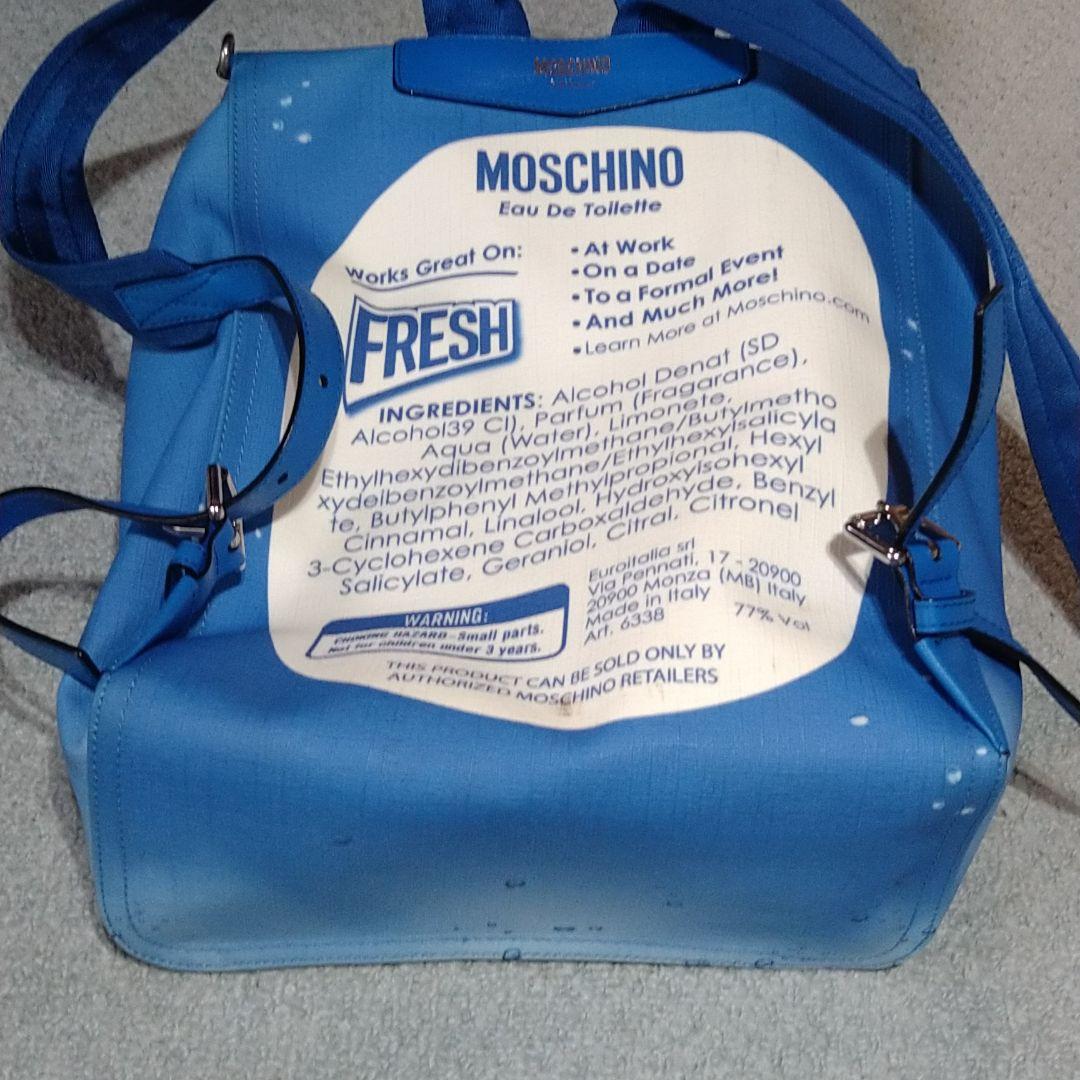 MOSCHINO
MOSCHINO
Eau De Toilette
Works Great On:
FRESH
• At Work
• On a Date
• To a Formal Event
• And Much More!
• Learn More at Moschino.com
INGREDIENTS: Alcohol Denat (SD
Alcohol39 Cl), Parfum (Fragarance),
Aqua (Water), Limonete,
Ethylhexydibenzoylmethane/Butylmetho
xydeibenzoylmethane/Ethylhexylsalicyla
te, Butylphenyl Methylpropional, Hexyl
Cinnamal, Linalool, Hydroxylsohexyl
3-Cyclohexene Carboxaldehyde, Benzyl
Salicylate, Geraniol, Citral, Citronel
WARNING:
CHOKING HAZARD-Small parts.
Not for children under 3 years.
Euroitalia srl
Via Pennati, 17 - 20900
20900 Monza (MB) Italy
Made in Italy
77% Vol
Art. 6338
THIS PRODUCT CAN BE SOLD ONLY BY
AUTHORIZED MOSCHINO RETAILERS